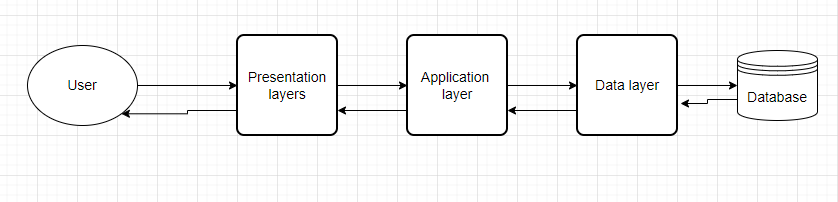 User
Presentation
layers
Application
layer
Data layer
Database